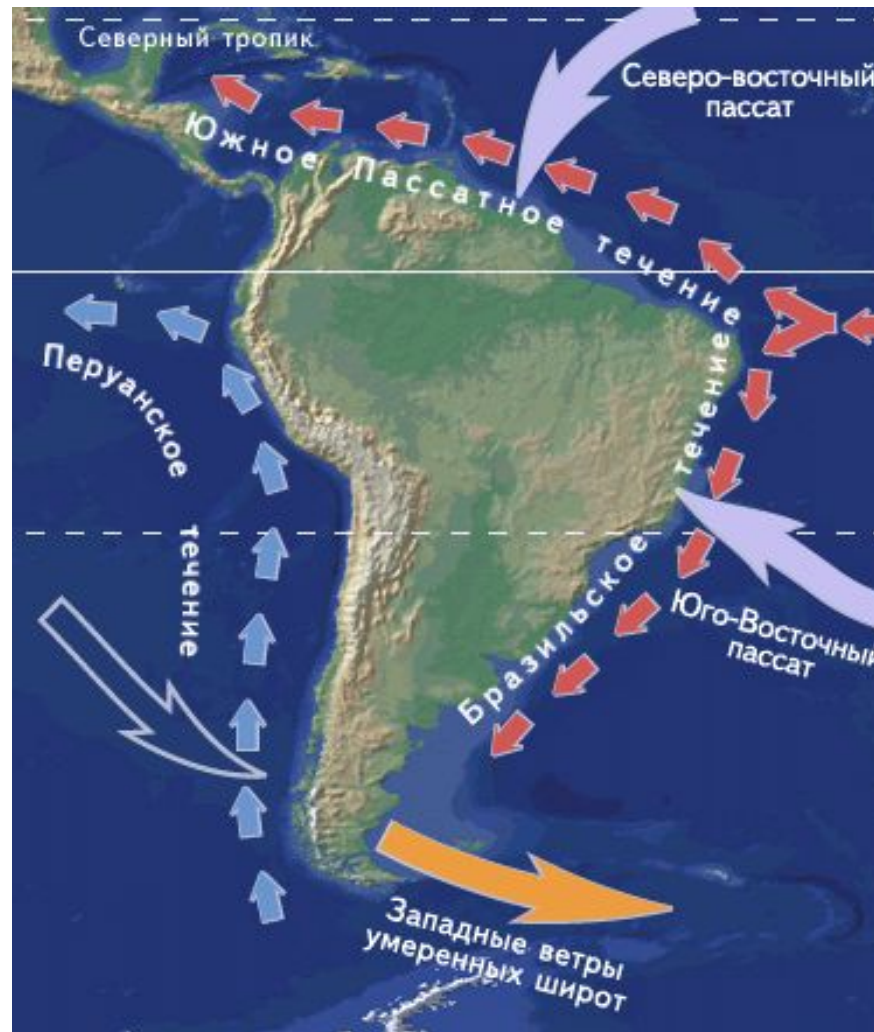 Северный тропик
Северо-восточный
пассат
Южное Пассатное течение
Перуанское течение
Бразильское течение
Юго-Восточный
пассат
Западные ветры
умеренных широт